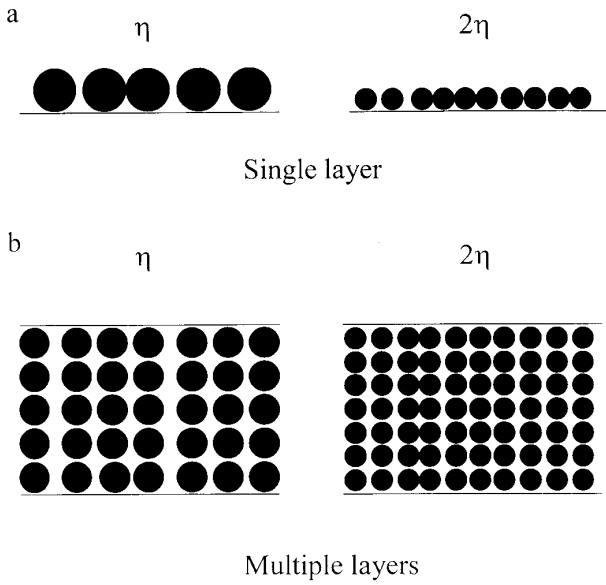 a
η
2η
Single layer
b
η
2η
Multiple layers